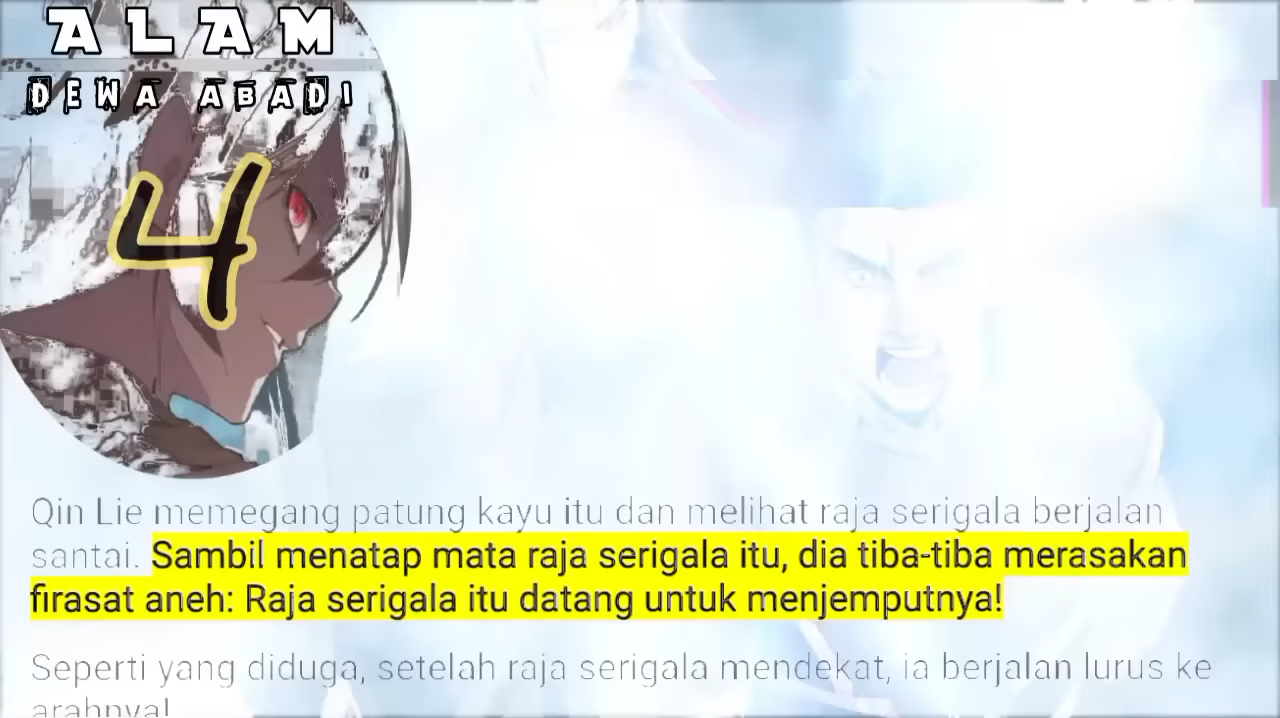 ALAM
DEWA ABADI
4
Qin Lie memegang patung kayu itu dan melihat raja serigala berjalan
santai. Sambil menatap mata raja serigala itu, dia tiba-tiba merasakan
firasat aneh: Raja serigala itu datang untuk menjemputnya!
Seperti yang diduga, setelah raja serigala mendekat, ia berjalan lurus ke
arahnya!